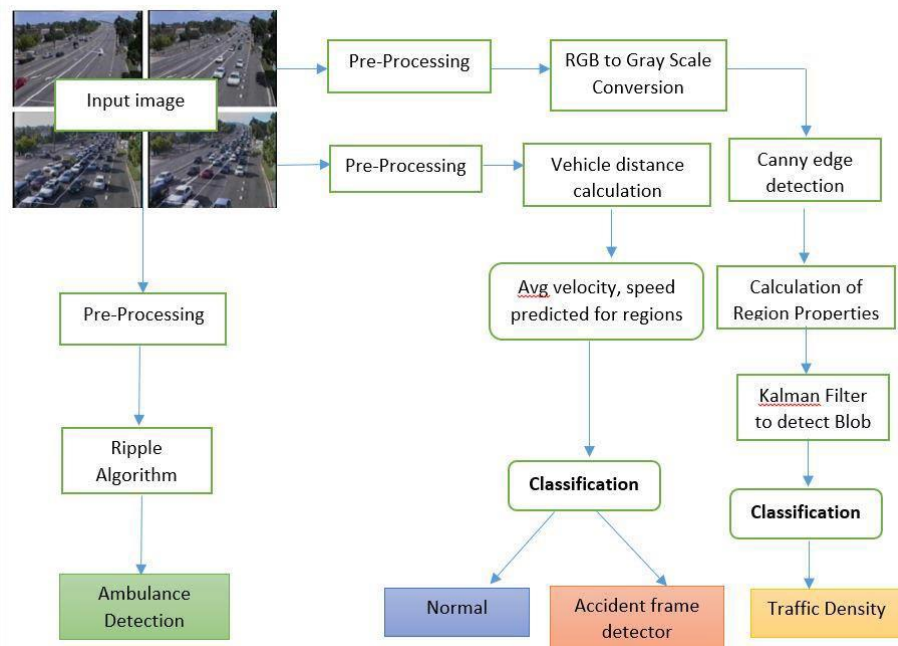 Input image
Pre-Processing
RGB to Gray Scale
Conversion
Pre-Processing
Vehicle distance
calculation
Canny edge
detection
Pre-Processing
Avg velocity, speed
predicted for regions
Calculation of
Region Properties
Ripple
Algorithm
Kalman Filter
to detect Blob
Classification
Classification
Ambulance
Detection
Normal
Accident frame
detector
Traffic Density